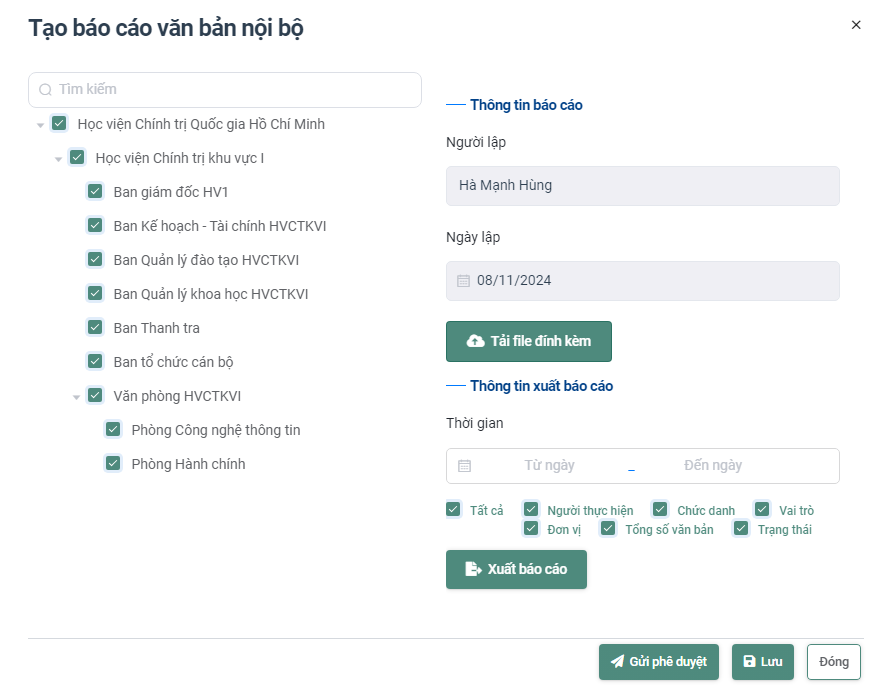 Tạo báo cáo văn bản nội bộ
Tìm kiếm
Học viện Chính trị Quốc gia Hồ Chí Minh
Học viện Chính trị khu vực I
Ban giám đốc HV1
Ban Kế hoạch - Tài chính HVCTKVI
Ban Quản lý đào tạo HVCTKVI
Ban Quản lý khoa học HVCTKVI
Ban Thanh tra
Ban tổ chức cán bộ
Văn phòng HVCTKVI
Phòng Công nghệ thông tin
Phòng Hành chính
Thông tin báo cáo
Người lập
Hà Mạnh Hùng
Ngày lập
08/11/2024
Tải file đính kèm
Thông tin xuất báo cáo
Thời gian
Từ ngày – Đến ngày
Tất cả Người thực hiện Chức danh Vai trò
Đơn vị Tổng số văn bản Trạng thái
Xuất báo cáo
Gửi phê duyệt Lưu Đóng